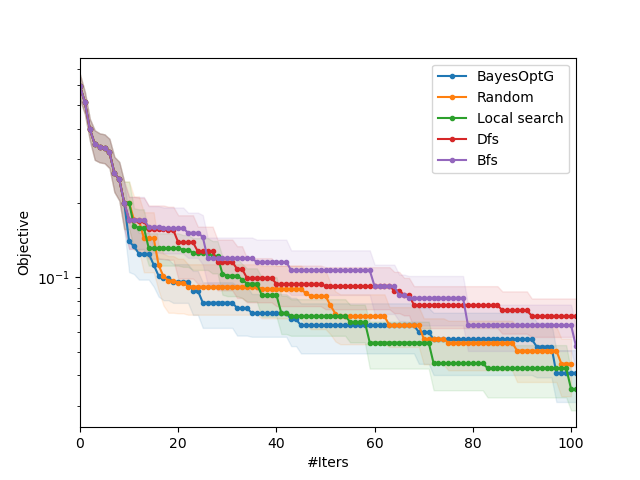 BayesOptG
Random
Local search
Dfs
Bfs
Objective
10⁻¹
0
20
40
60
80
100
#Iters